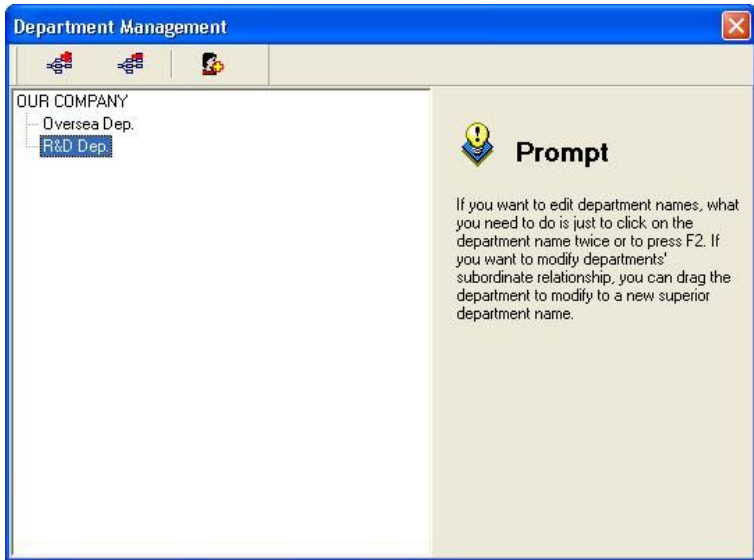 Department Management
OUR COMPANY
Oversea Dep.
R&D Dep.
Prompt
If you want to edit department names, what
you need to do is just to click on the
department name twice or to press F2. If
you want to modify departments'
subordinate relationship, you can drag the
department to modify to a new superior
department name.